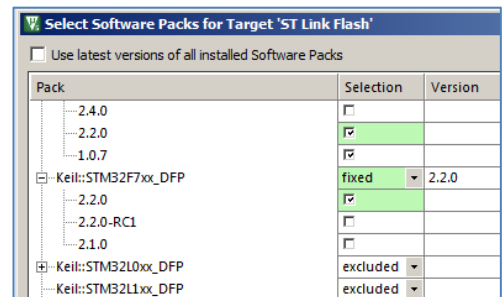 Select Software Packs for Target 'ST Link Flash'
Use latest versions of all installed Software Packs
Pack Selection Version
2.4.0
2.2.0
1.0.7
Keil::STM32F7xx_DFP fixed 2.2.0
2.2.0
2.2.0-RC1
2.1.0
Keil::STM32L0xx_DFP excluded
Keil::STM32L1xx_DFP excluded